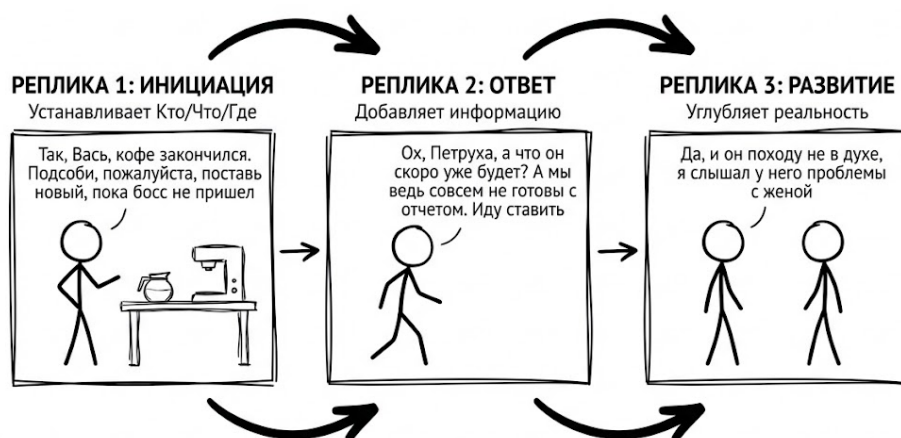 РЕПЛИКА 1: ИНИЦИАЦИЯ
Устанавливает Кто/Что/Где
Так, Вась, кофе закончился.
Подсоби, пожалуйста, поставь
новый, пока босс не пришел
РЕПЛИКА 2: ОТВЕТ
Добавляет информацию
Ох, Петруха, а что он
скоро уже будет? А мы
ведь совсем не готовы с
отчетом. Иду ставить
РЕПЛИКА 3: РАЗВИТИЕ
Углубляет реальность
Да, и он походу не в духе,
я слышал у него проблемы
с женой